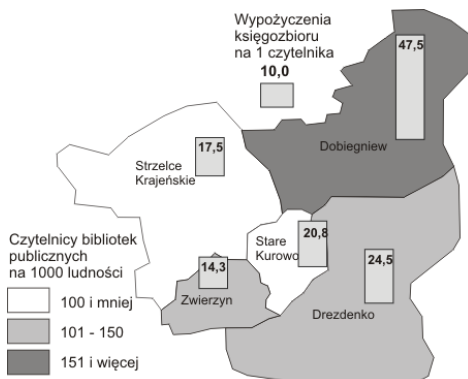 Wypożyczenia
księgozbioru
na 1 czytelnika
10,0
47,5
Dobiegniew
17,5
Strzelce
Krajeńskie
20,8
Stare
Kurowo
14,3
Zwierzyn
24,5
Drezdenko
Czytelnicy bibliotek
publicznych
na 1000 ludności
100 i mniej
101 - 150
151 i więcej